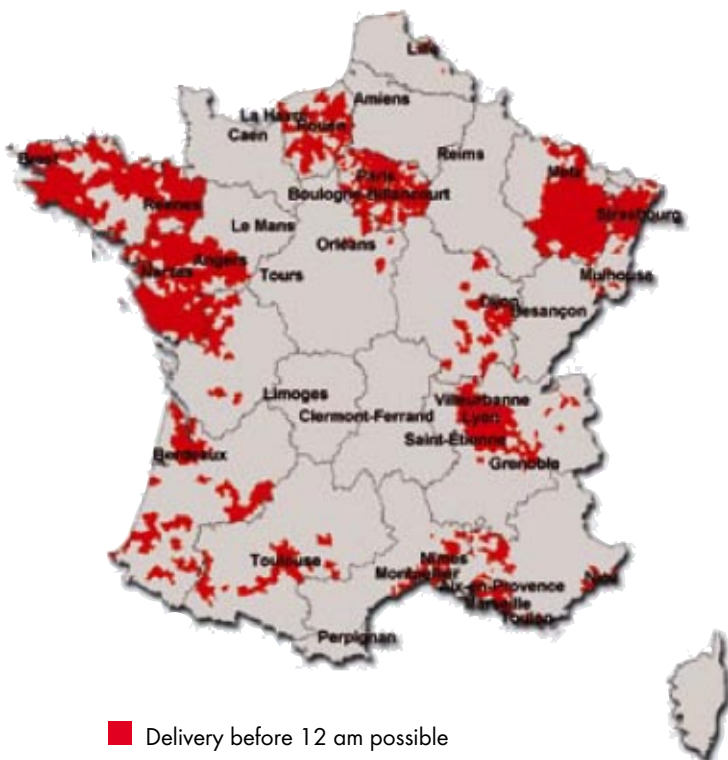 Lille
Amiens
La Havre
Rouen
Caen
Reims
Metz
Brest
Paris
Boulogne-Billancourt
Rennes
Strasbourg
Le Mans
Orléans
Angers
Nantes
Tours
Mulhouse
Dijon
Besançon
Limoges
Villeurbanne
Clermont-Ferrand
Lyon
Saint-Étienne
Bordeaux
Grenoble
Toulouse
Nîmes
Montpellier
Nice
Aix-en-Provence
Marseille
Toulon
Perpignan
Delivery before 12 am possible